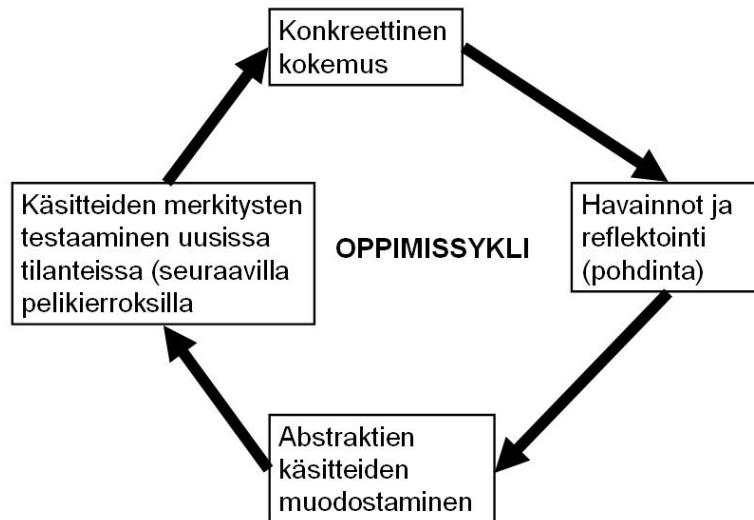 Konkreettinen
kokemus
Käsitteiden merkitysten
testaaminen uusissa
tilanteissa (seuraavilla
pelikierroksilla
OPPIMISSYKLI
Havainnot ja
reflektointi
(pohdinta)
Abstraktien
käsitteiden
muodostaminen